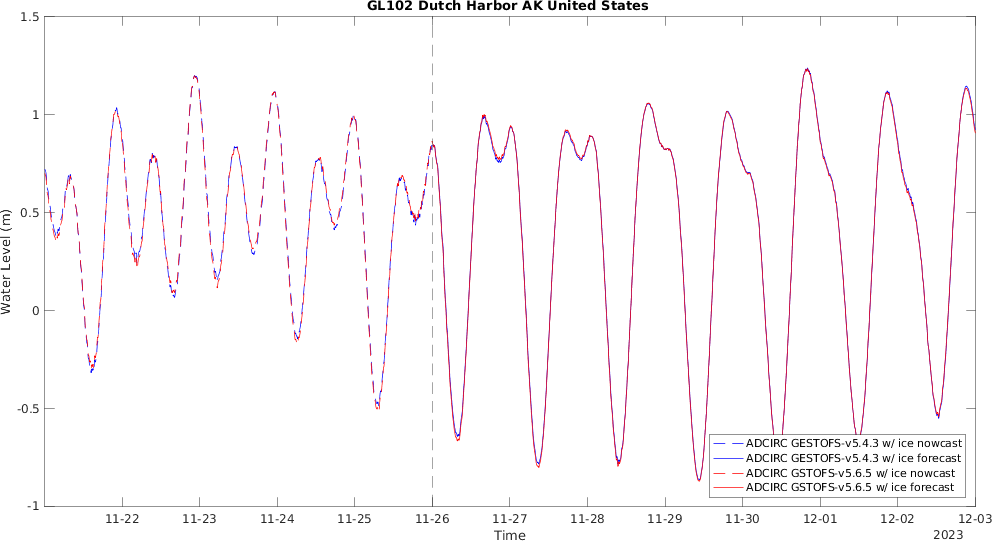 GL102 Dutch Harbor AK United States
1.5
1
0.5
0
-0.5
-1
Water Level (m)
11-22 11-23 11-24 11-25 11-26 11-27 11-28 11-29 11-30 12-01 12-02 12-03
Time
2023
ADCIRC GESTOFS-v5.4.3 w/ ice nowcast
ADCIRC GESTOFS-v5.4.3 w/ ice forecast
ADCIRC GSTOFS-v5.6.5 w/ ice nowcast
ADCIRC GSTOFS-v5.6.5 w/ ice forecast